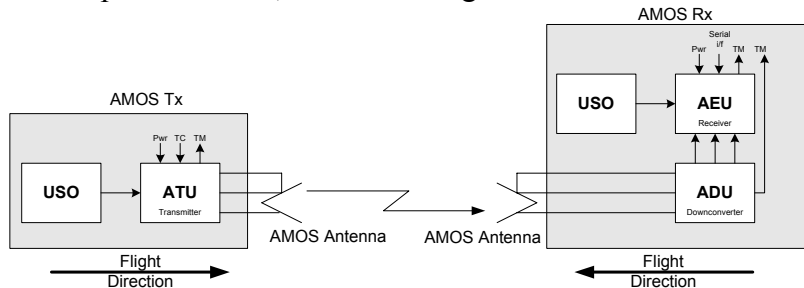 AMOS Rx
Serial
Pwr i/f TM TM
USO AEU
Receiver
AMOS Tx
Pwr TC TM
USO ATU
Transmitter
ADU
Downconverter
AMOS Antenna AMOS Antenna
Flight
Direction
Flight
Direction